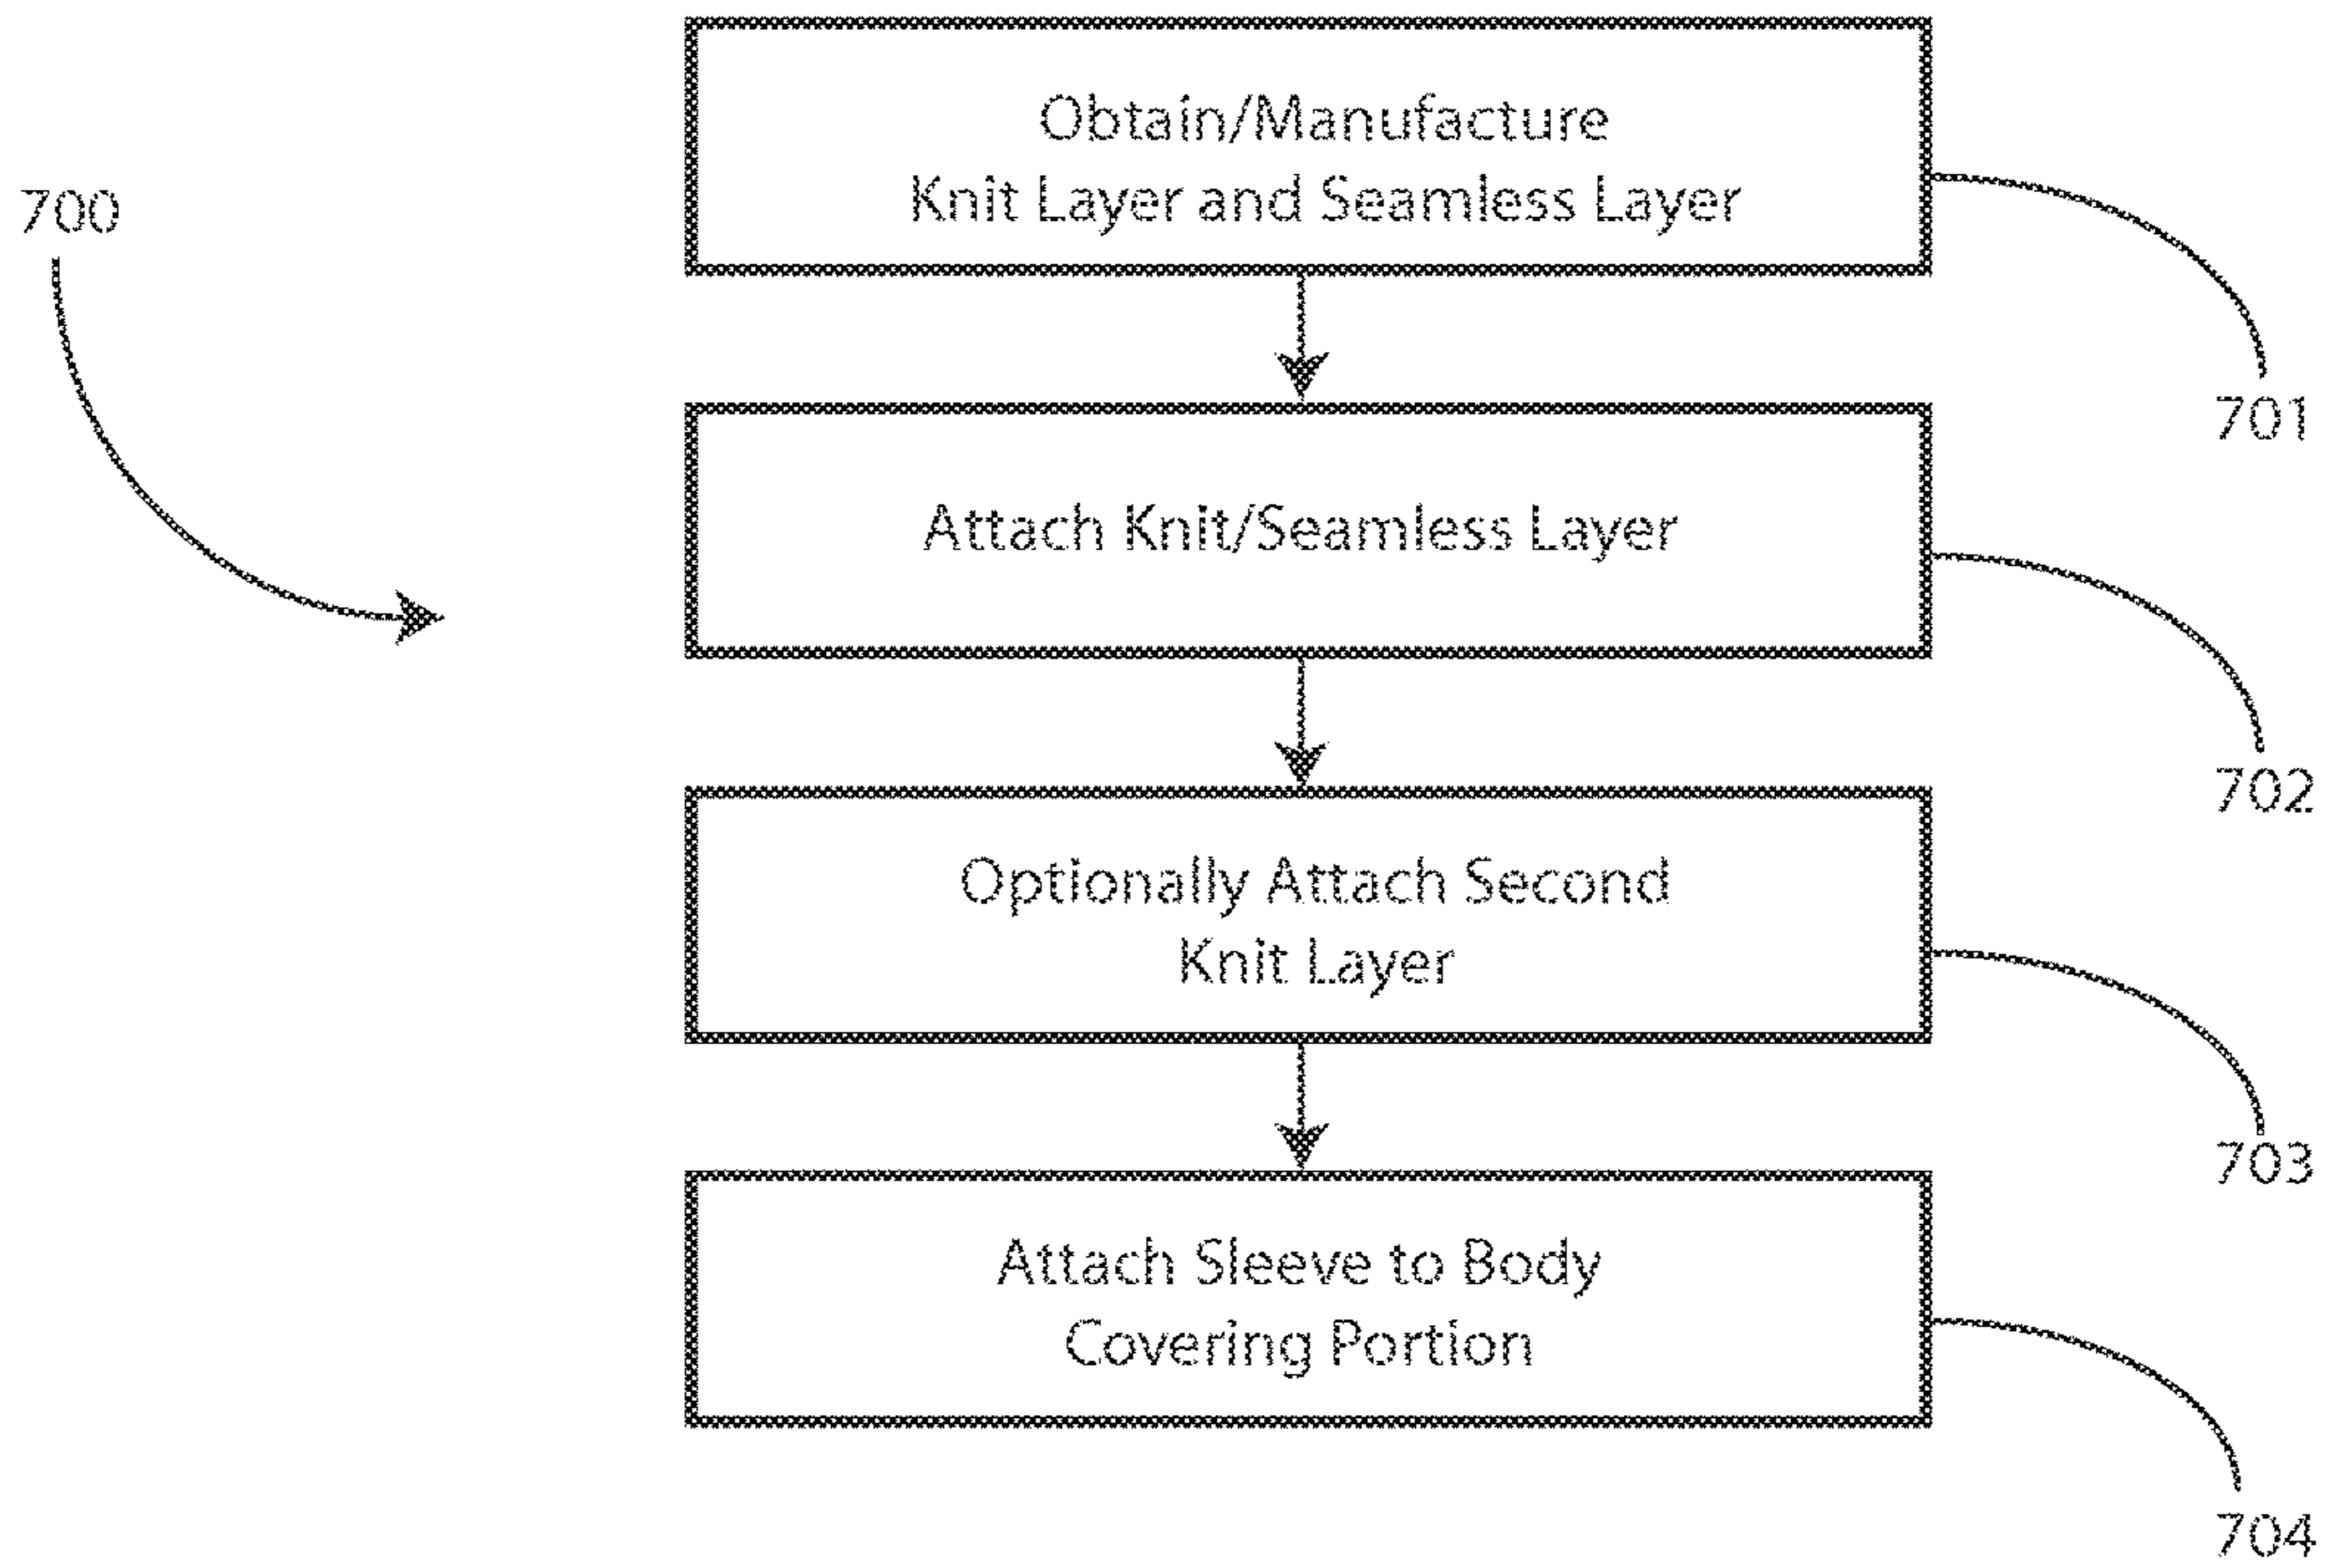 Obtain/Manufacture
Knit Layer and Seamless Layer
700
701
Attach Knit/Seamless Layer
702
Optionally Attach Second
Knit Layer
703
Attach Sleeve to Body
Covering Portion
704